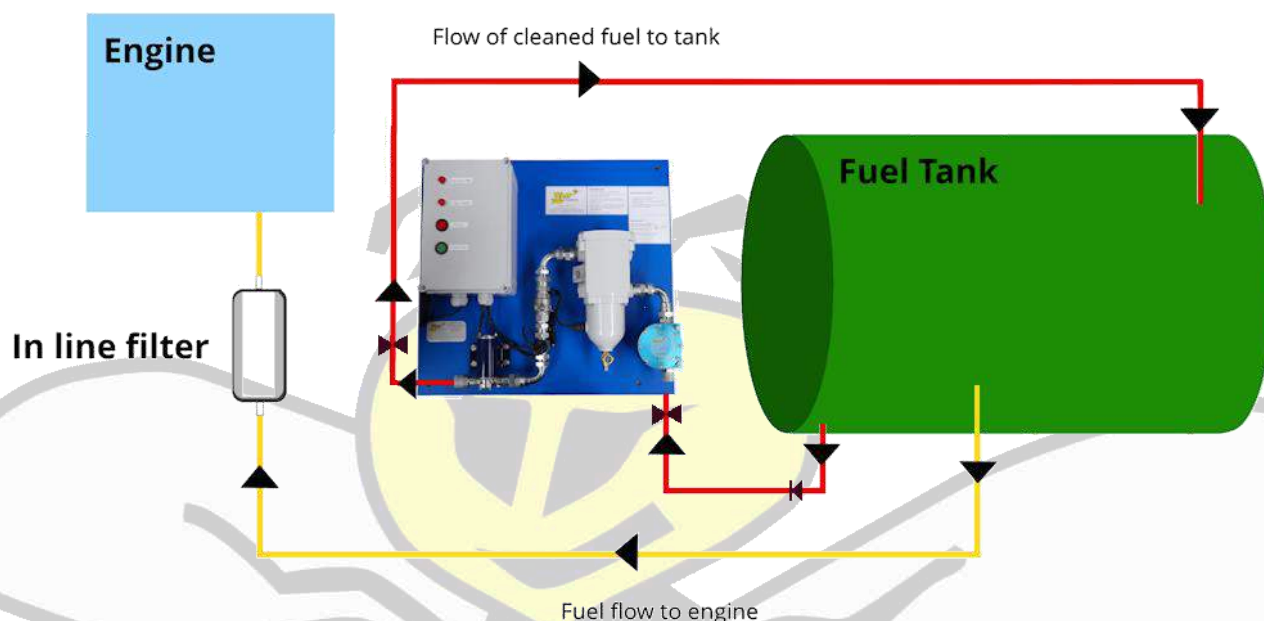 Engine
Flow of cleaned fuel to tank
Fuel Tank
In line filter
Fuel flow to engine